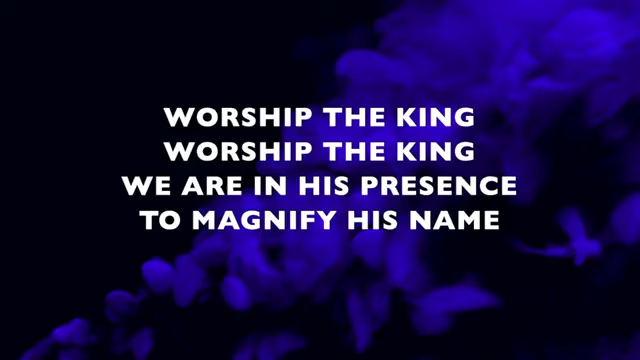 WORSHIP THE KING
WORSHIP THE KING
WE ARE IN HIS PRESENCE
TO MAGNIFY HIS NAME